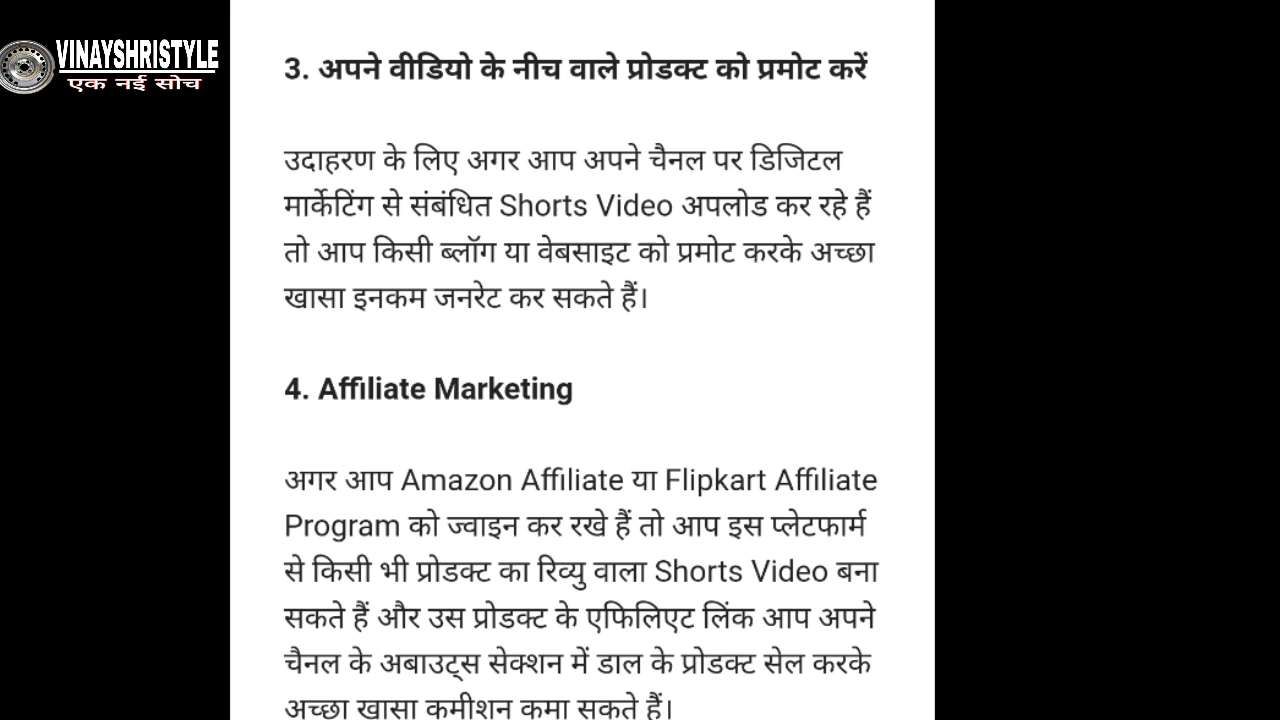 VINAYSHRISTYLE
एक नई सोच
3. अपने वीडियो के नीच वाले प्रोडक्ट को प्रमोट करें
उदाहरण के लिए अगर आप अपने चैनल पर डिजिटल
मार्केटिंग से संबंधित Shorts Video अपलोड कर रहे हैं
तो आप किसी ब्लॉग या वेबसाइट को प्रमोट करके अच्छा
खासा इनकम जनरेट कर सकते हैं।
4. Affiliate Marketing
अगर आप Amazon Affiliate या Flipkart Affiliate
Program को ज्वाइन कर रखे हैं तो आप इस प्लेटफार्म
से किसी भी प्रोडक्ट का रिव्यु वाला Shorts Video बना
सकते हैं और उस प्रोडक्ट के एफिलिएट लिंक आप अपने
चैनल के अबाउट्स सेक्शन में डाल के प्रोडक्ट सेल करके
अच्छा खासा कमीशन कमा सकते हैं।